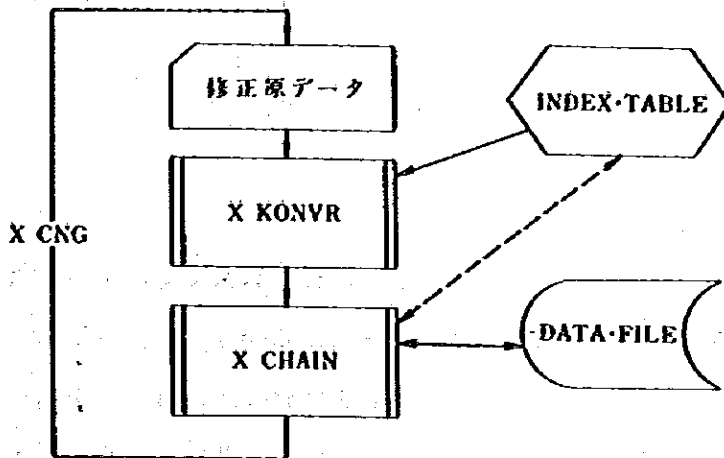 修正原データ
INDEX・TABLE
X KONVR
X CNG
DATA・FILE
X CHAIN